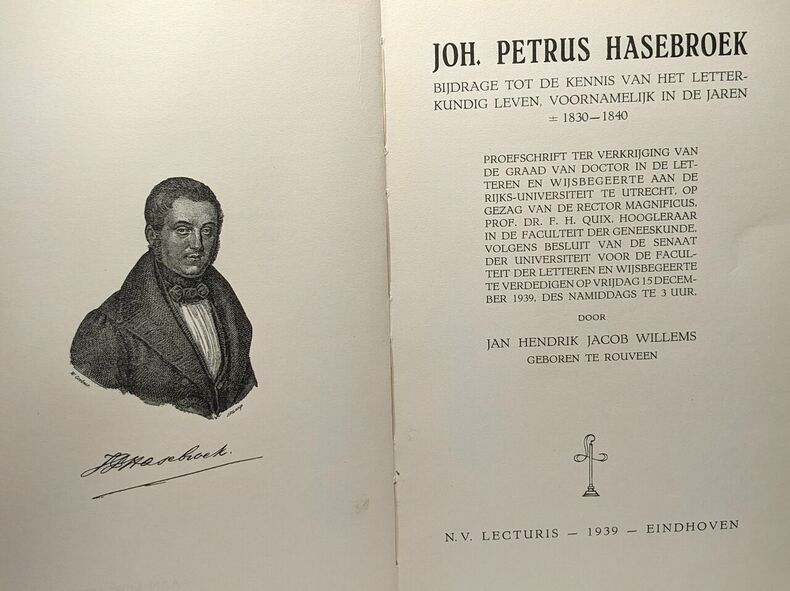 JPHasebroek.
JOH. PETRUS HASEBROEK
BIJDRAGE TOT DE KENNIS VAN HET LETTER-
KUNDIG LEVEN, VOORNAMELIJK IN DE JAREN
± 1830—1840
PROEFSCHRIFT TER VERKRIJGING VAN
DE GRAAD VAN DOCTOR IN DE LET-
TEREN EN WIJSBEGEERTE AAN DE
RIJKS-UNIVERSITEIT TE UTRECHT, OP
GEZAG VAN DE RECTOR MAGNIFICUS,
PROF. DR. F. H. QUIX, HOOGLERAAR
IN DE FACULTEIT DER GENEESKUNDE,
VOLGENS BESLUIT VAN DE SENAAT
DER UNIVERSITEIT VOOR DE FACUL-
TEIT DER LETTEREN EN WIJSBEGEERTE
TE VERDEDIGEN OP VRIJDAG 15 DECEM-
BER 1939, DES NAMIDDAGS TE 3 UUR,
DOOR
JAN HENDRIK JACOB WILLEMS
GEBOREN TE ROUVEEN
N.V. LECTURIS — 1939 — EINDHOVEN